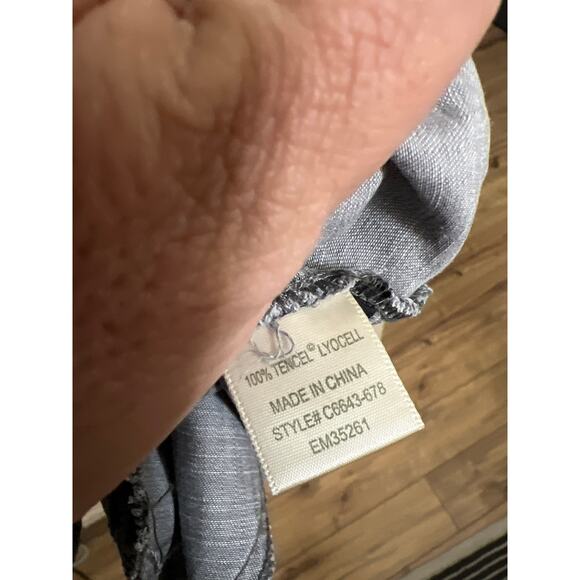 100% TENCEL© LYOCELL
MADE IN CHINA
STYLE# C6643-678
EM35261